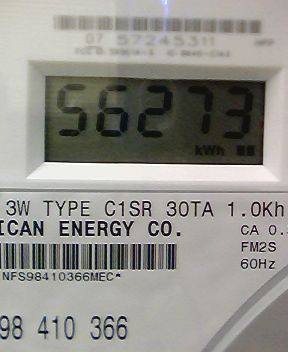 07 57245311
56273
kWh
3W TYPE C1SR 30TA 1.0Kh
ICAN ENERGY CO.
CA 0.
FM2S
60Hz
NFS98410366MEC*
98 410 366